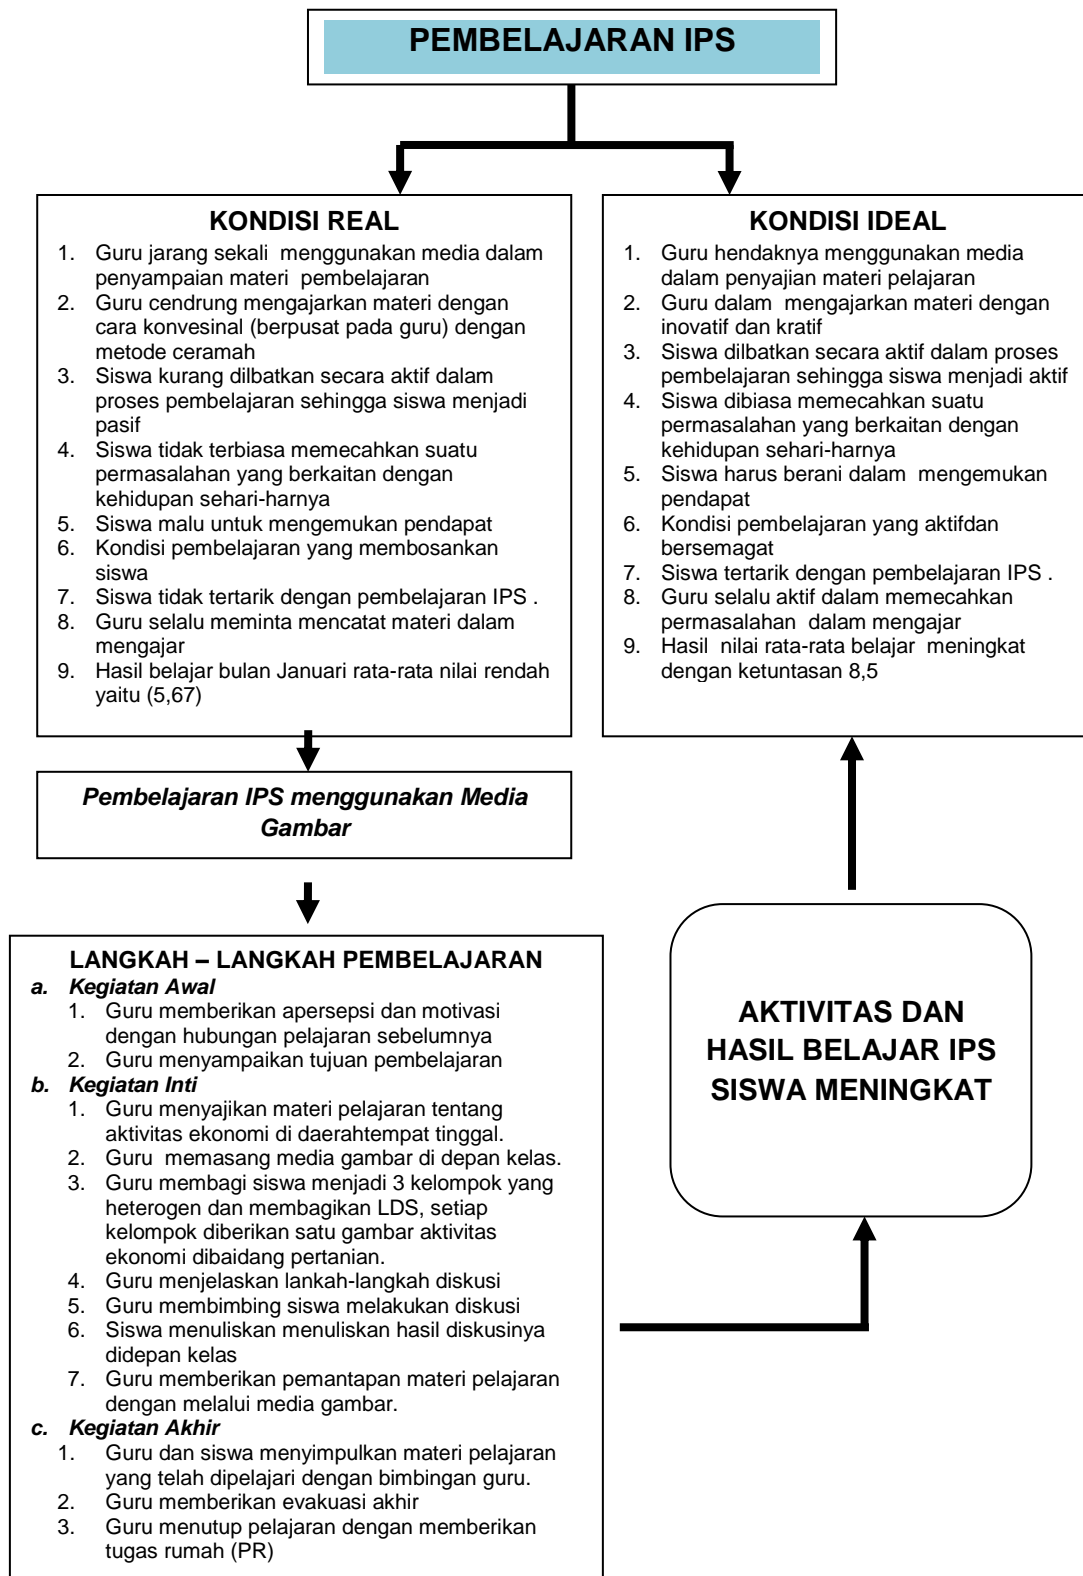 PEMBELAJARAN IPS
KONDISI REAL
1. Guru jarang sekali menggunakan media dalam
penyampaian materi pembelajaran
2. Guru cendrung mengajarkan materi dengan
cara konvesinal (berpusat pada guru) dengan
metode ceramah
3. Siswa kurang dilbatkan secara aktif dalam
proses pembelajaran sehingga siswa menjadi
pasif
4. Siswa tidak terbiasa memecahkan suatu
permasalahan yang berkaitan dengan
kehidupan sehari-harnya
5. Siswa malu untuk mengemukan pendapat
6. Kondisi pembelajaran yang membosankan
siswa
7. Siswa tidak tertarik dengan pembelajaran IPS .
8. Guru selalu meminta mencatat materi dalam
mengajar
9. Hasil belajar bulan Januari rata-rata nilai rendah
yaitu (5,67)
KONDISI IDEAL
1. Guru hendaknya menggunakan media
dalam penyajian materi pelajaran
2. Guru dalam mengajarkan materi dengan
inovatif dan kratif
3. Siswa dilbatkan secara aktif dalam proses
pembelajaran sehingga siswa menjadi aktif
4. Siswa dibiasa memecahkan suatu
permasalahan yang berkaitan dengan
kehidupan sehari-harnya
5. Siswa harus berani dalam mengemukan
pendapat
6. Kondisi pembelajaran yang aktifdan
bersemagat
7. Siswa tertarik dengan pembelajaran IPS .
8. Guru selalu aktif dalam memecahkan
permasalahan dalam mengajar
9. Hasil nilai rata-rata belajar meningkat
dengan ketuntasan 8,5
Pembelajaran IPS menggunakan Media
Gambar
LANGKAH – LANGKAH PEMBELAJARAN
a. Kegiatan Awal
1. Guru memberikan apersepsi dan motivasi
dengan hubungan pelajaran sebelumnya
2. Guru menyampaikan tujuan pembelajaran
b. Kegiatan Inti
1. Guru menyajikan materi pelajaran tentang
aktivitas ekonomi di daerahtempat tinggal.
2. Guru memasang media gambar di depan kelas.
3. Guru membagi siswa menjadi 3 kelompok yang
heterogen dan membagikan LDS, setiap
kelompok diberikan satu gambar aktivitas
ekonomi dibaidang pertanian.
4. Guru menjelaskan lankah-langkah diskusi
5. Guru membimbing siswa melakukan diskusi
6. Siswa menuliskan menuliskan hasil diskusinya
didepan kelas
7. Guru memberikan pemantapan materi pelajaran
dengan melalui media gambar.
c. Kegiatan Akhir
1. Guru dan siswa menyimpulkan materi pelajaran
yang telah dipelajari dengan bimbingan guru.
2. Guru memberikan evakuasi akhir
3. Guru menutup pelajaran dengan memberikan
tugas rumah (PR)
AKTIVITAS DAN
HASIL BELAJAR IPS
SISWA MENINGKAT